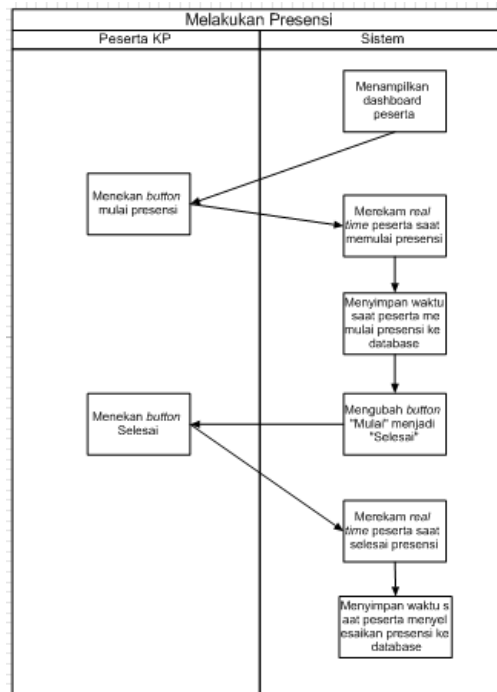 Melakukan Presensi
Peserta KP
Sistem
Menampilkan
dashboard
peserta
Menekan button
mulai presensi
Merekam real
time peserta saat
memulai presensi
Menyimpan waktu
saat peserta me
mulai presensi ke
database
Mengubah button
"Mulai" menjadi
"Selesai"
Menekan button
Selesai
Merekam real
time peserta saat
selesai presensi
Menyimpan waktu s
aat peserta menyel
esaikan presensi ke
database